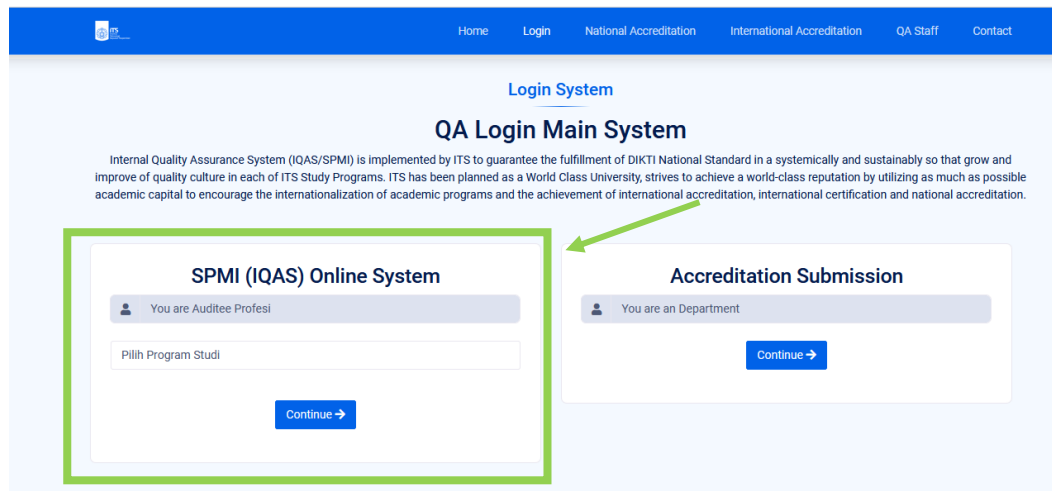 ITS
Home Login National Accreditation International Accreditation QA Staff Contact
Login System
QA Login Main System
Internal Quality Assurance System (IQAS/SPMI) is implemented by ITS to guarantee the fulfillment of DIKTI National Standard in a systemically and sustainably so that grow and
improve of quality culture in each of ITS Study Programs. ITS has been planned as a World Class University, strives to achieve a world-class reputation by utilizing as much as possible
academic capital to encourage the internationalization of academic programs and the achievement of international accreditation, international certification and national accreditation.
SPMI (IQAS) Online System
You are Auditee Profesi
Pilih Program Studi
Continue →
Accreditation Submission
You are an Department
Continue →